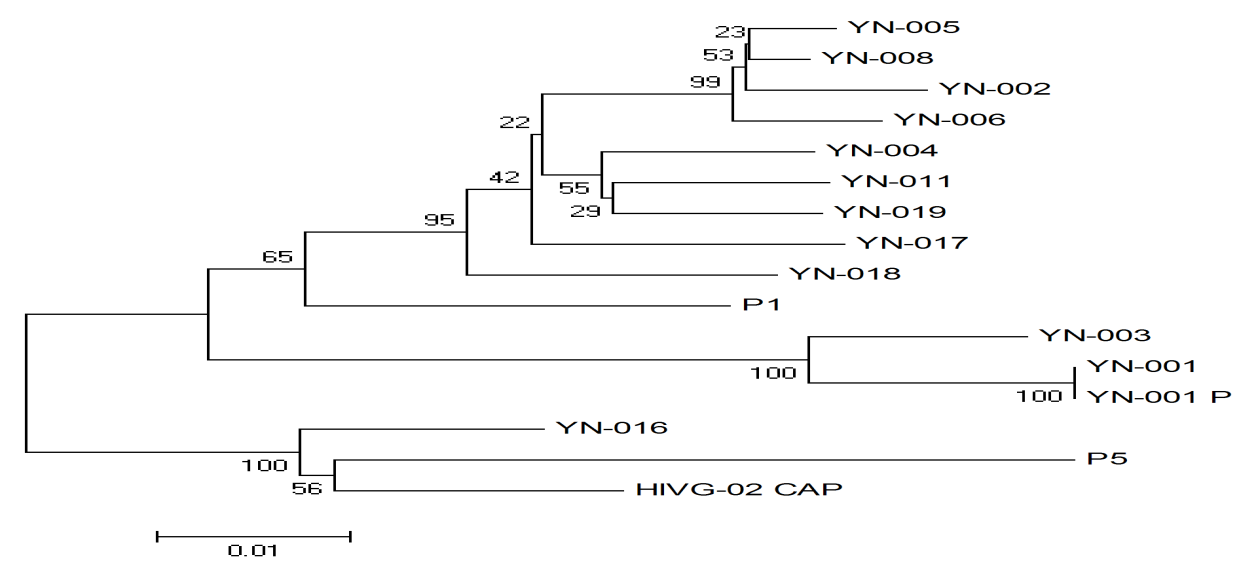 23
YN-005
53
YN-008
99
YN-002
22
YN-006
YN-004
42
55
YN-011
29
YN-019
95
YN-017
65
YN-018
P1
YN-003
100
YN-001
100
YN-001 P
YN-016
100
P5
56
HIVG-02 CAP
0.01